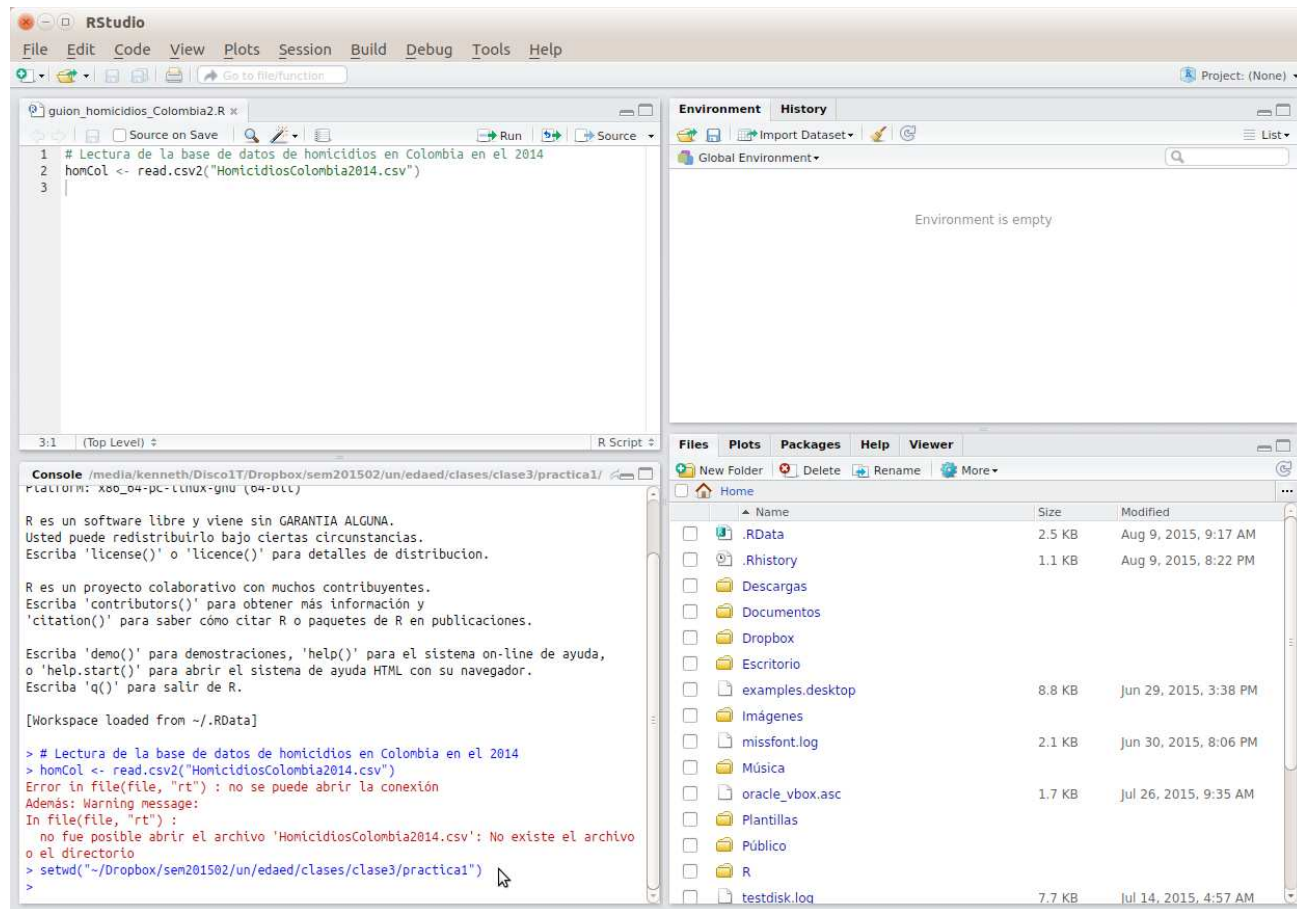 RStudio
File Edit Code View Plots Session Build Debug Tools Help
Go to file/function
Project: (None)
guion_homicidios_Colombia2.R
Source on Save
Run
Source
1 # Lectura de la base de datos de homicidios en Colombia en el 2014
2 homCol <- read.csv2("HomicidiosColombia2014.csv")
3
3:1 (Top Level) R Script
Console /media/kenneth/Disco1T/Dropbox/sem201502/un/edaed/clases/clase3/practica1/
Platform: x86_64-pc-linux-gnu (64-bit)
R es un software libre y viene sin GARANTIA ALGUNA.
Usted puede redistribuirlo bajo ciertas circunstancias.
Escriba 'license()' o 'licence()' para detalles de distribucion.
R es un proyecto colaborativo con muchos contribuyentes.
Escriba 'contributors()' para obtener más información y
'citation()' para saber cómo citar R o paquetes de R en publicaciones.
Escriba 'demo()' para demostraciones, 'help()' para el sistema on-line de ayuda,
o 'help.start()' para abrir el sistema de ayuda HTML con su navegador.
Escriba 'q()' para salir de R.
[Workspace loaded from ~/.RData]
> # Lectura de la base de datos de homicidios en Colombia en el 2014
> homCol <- read.csv2("HomicidiosColombia2014.csv")
Error in file(file, "rt") : no se puede abrir la conexión
Además: Warning message:
In file(file, "rt") :
no fue posible abrir el archivo 'HomicidiosColombia2014.csv': No existe el archivo
o el directorio
> setwd("~/Dropbox/sem201502/un/edaed/clases/clase3/practica1")
>
Environment History
Import Dataset
List
Global Environment
Environment is empty
Files Plots Packages Help Viewer
New Folder Delete Rename More
Home
Name Size Modified
.RData 2.5 KB Aug 9, 2015, 9:17 AM
.Rhistory 1.1 KB Aug 9, 2015, 8:22 PM
Descargas
Documentos
Dropbox
Escritorio
examples.desktop 8.8 KB Jun 29, 2015, 3:38 PM
Imágenes
missfont.log 2.1 KB Jun 30, 2015, 8:06 PM
Música
oracle_vbox.asc 1.7 KB Jul 26, 2015, 9:35 AM
Plantillas
Público
R
testdisk.log 7.7 KB Jul 14, 2015, 4:57 AM